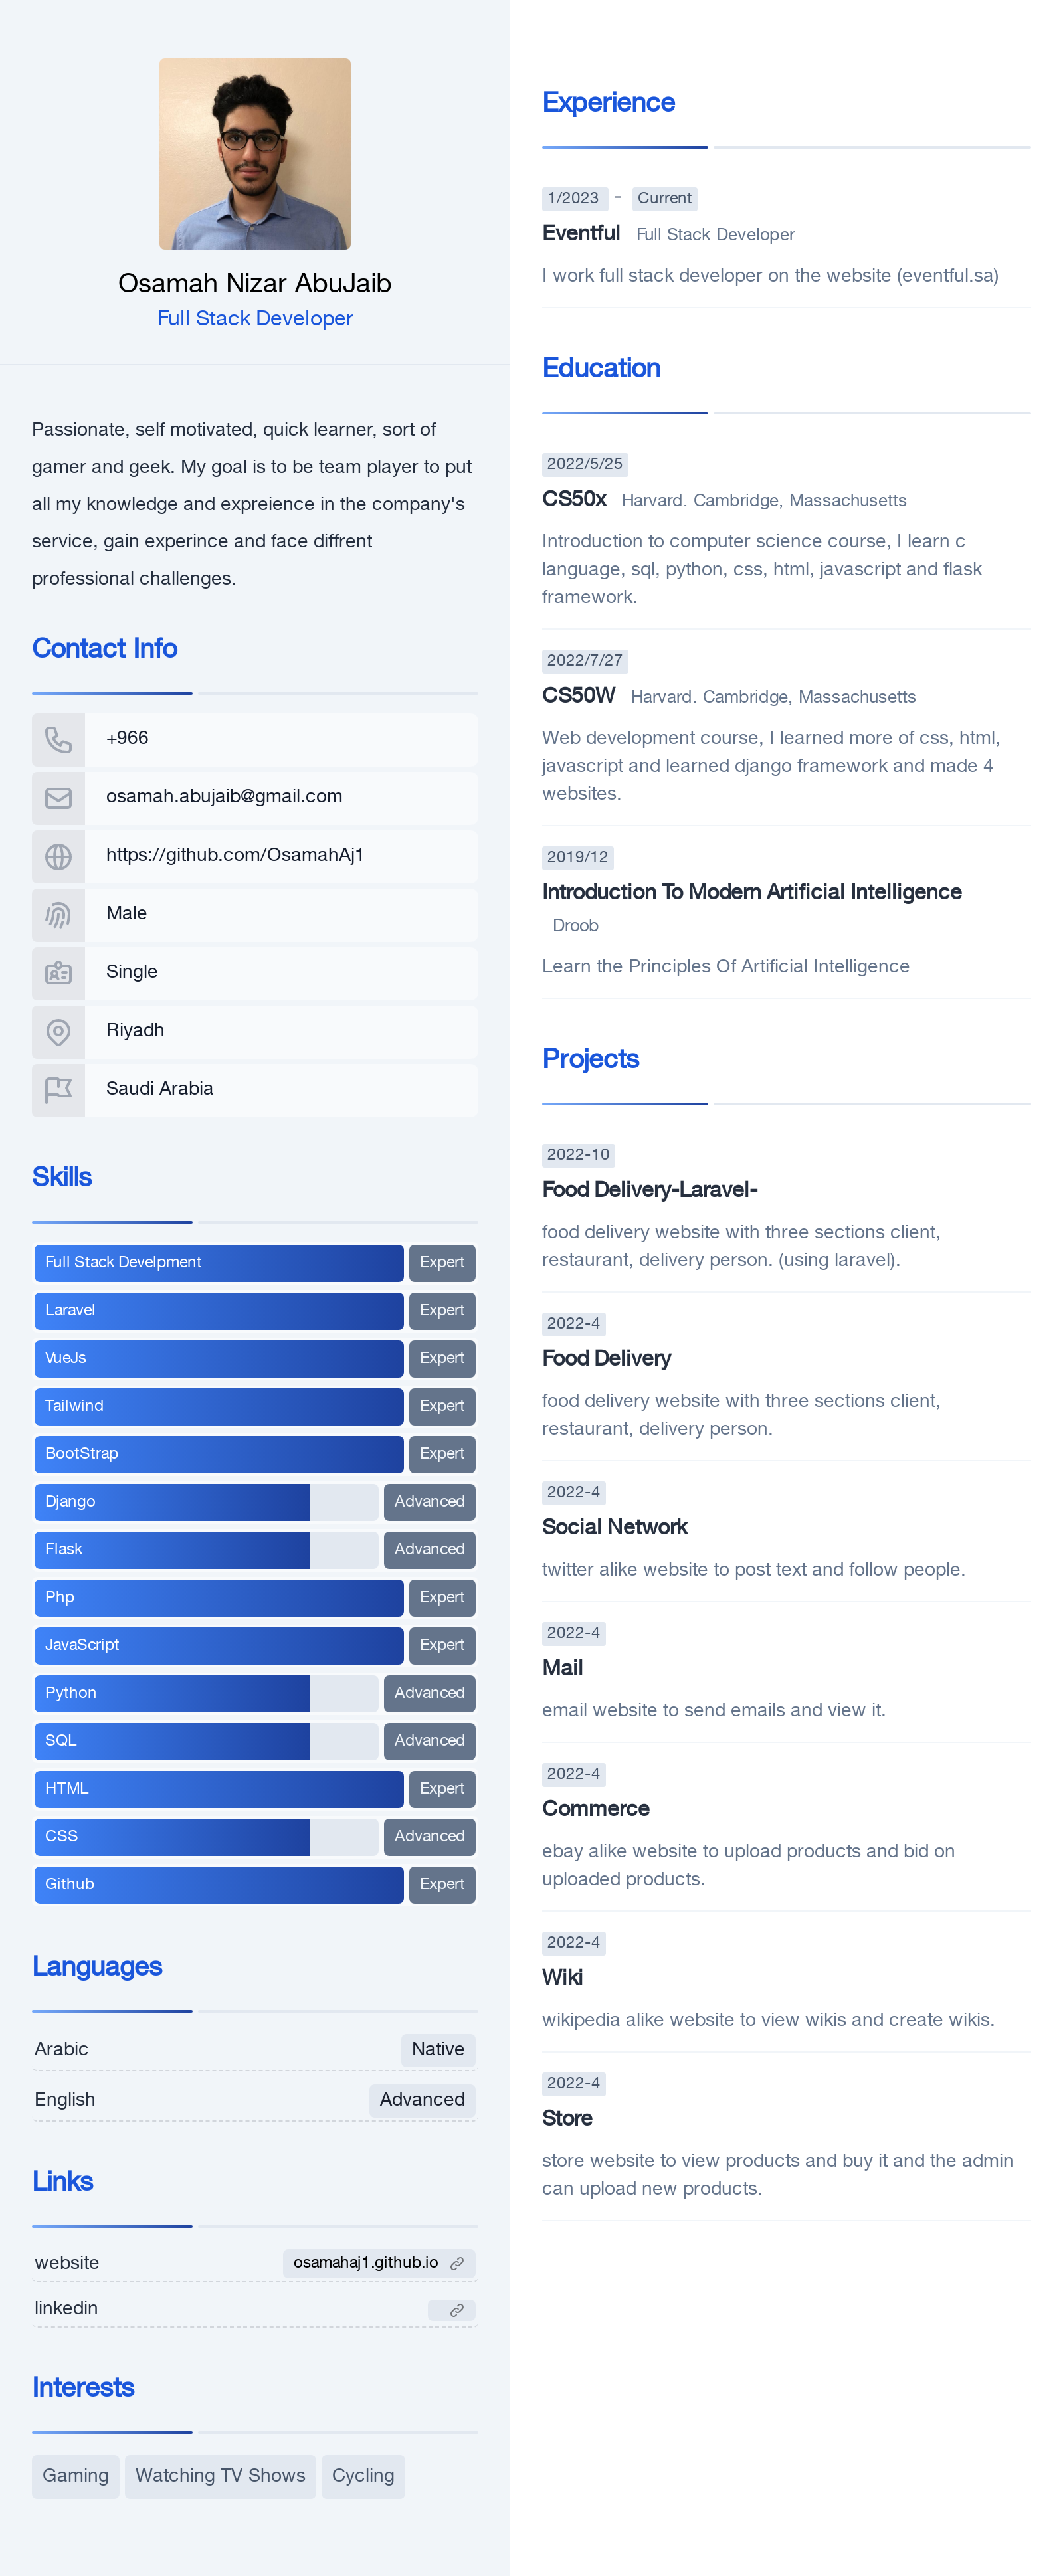 Osamah Nizar AbuJaib
Full Stack Developer
Passionate, self motivated, quick learner, sort of
gamer and geek. My goal is to be team player to put
all my knowledge and expreience in the company's
service, gain experince and face diffrent
professional challenges.
Contact Info
+966
osamah.abujaib@gmail.com
https://github.com/OsamahAj1
Male
Single
Riyadh
Saudi Arabia
Skills
Full Stack Develpment Expert
Laravel Expert
VueJs Expert
Tailwind Expert
BootStrap Expert
Django Advanced
Flask Advanced
Php Expert
JavaScript Expert
Python Advanced
SQL Advanced
HTML Expert
CSS Advanced
Github Expert
Languages
Arabic Native
English Advanced
Links
website osamahaj1.github.io
linkedin
Interests
Gaming Watching TV Shows Cycling
Experience
1/2023 - Current
Eventful Full Stack Developer
I work full stack developer on the website (eventful.sa)
Education
2022/5/25
CS50x Harvard. Cambridge, Massachusetts
Introduction to computer science course, I learn c
language, sql, python, css, html, javascript and flask
framework.
2022/7/27
CS50W Harvard. Cambridge, Massachusetts
Web development course, I learned more of css, html,
javascript and learned django framework and made 4
websites.
2019/12
Introduction To Modern Artificial Intelligence
Droob
Learn the Principles Of Artificial Intelligence
Projects
2022-10
Food Delivery-Laravel-
food delivery website with three sections client,
restaurant, delivery person. (using laravel).
2022-4
Food Delivery
food delivery website with three sections client,
restaurant, delivery person.
2022-4
Social Network
twitter alike website to post text and follow people.
2022-4
Mail
email website to send emails and view it.
2022-4
Commerce
ebay alike website to upload products and bid on
uploaded products.
2022-4
Wiki
wikipedia alike website to view wikis and create wikis.
2022-4
Store
store website to view products and buy it and the admin
can upload new products.